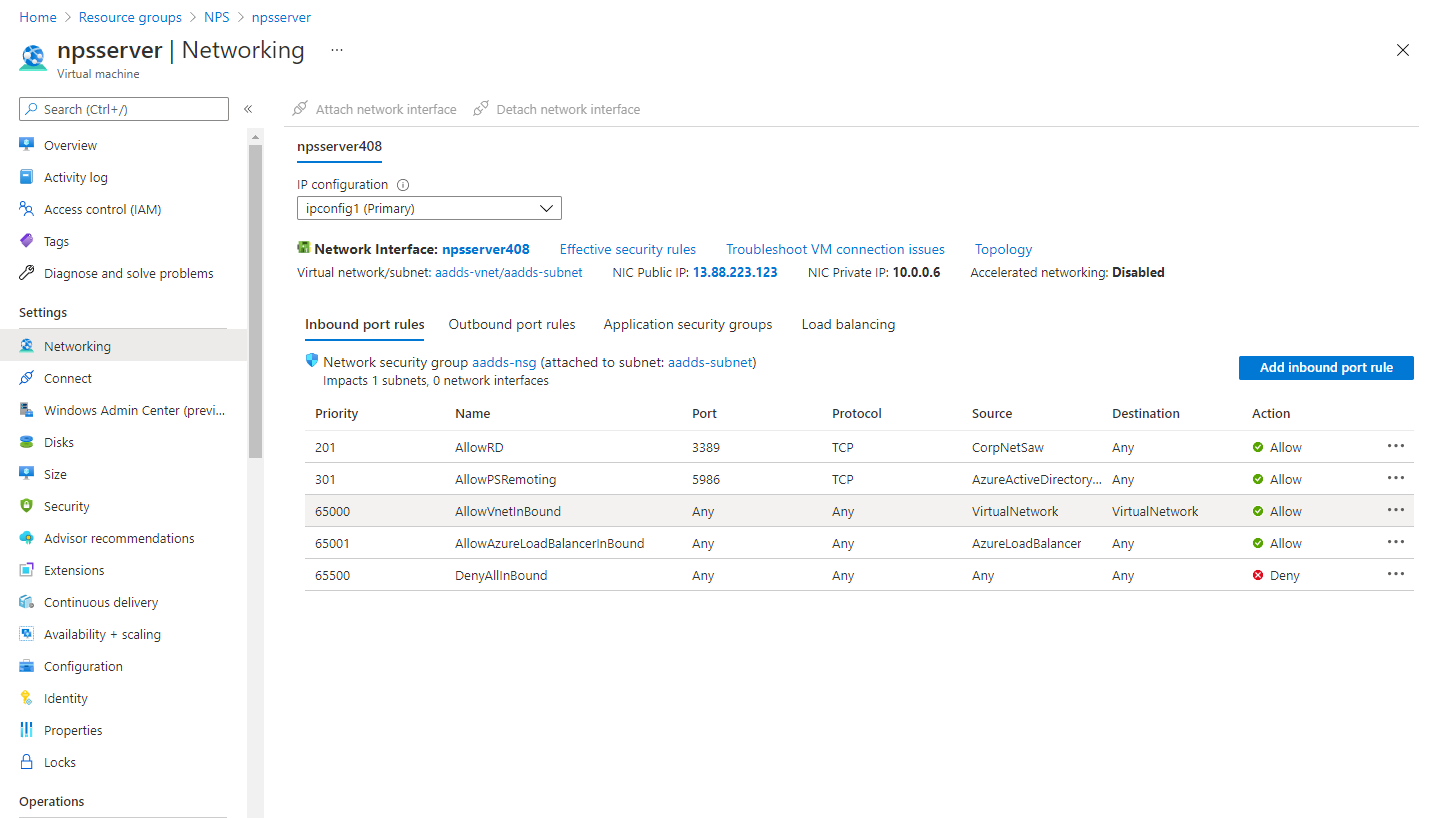 Home > Resource groups > NPS > npsserver
npsserver | Networking ...
Virtual machine
Search (Ctrl+/)
«
Overview
Activity log
Access control (IAM)
Tags
Diagnose and solve problems
Settings
Networking
Connect
Windows Admin Center (previ...
Disks
Size
Security
Advisor recommendations
Extensions
Continuous delivery
Availability + scaling
Configuration
Identity
Properties
Locks
Operations
Attach network interface Detach network interface
npsserver408
IP configuration
ipconfig1 (Primary)
Network Interface: npsserver408 Effective security rules Troubleshoot VM connection issues Topology
Virtual network/subnet: aadds-vnet/aadds-subnet NIC Public IP: 13.88.223.123 NIC Private IP: 10.0.0.6 Accelerated networking: Disabled
Inbound port rules Outbound port rules Application security groups Load balancing
Network security group aadds-nsg (attached to subnet: aadds-subnet)
Impacts 1 subnets, 0 network interfaces
Add inbound port rule
Priority Name Port Protocol Source Destination Action
201 AllowRD 3389 TCP CorpNetSaw Any Allow ...
301 AllowPSRemoting 5986 TCP AzureActiveDirectory... Any Allow ...
65000 AllowVnetInBound Any Any VirtualNetwork VirtualNetwork Allow ...
65001 AllowAzureLoadBalancerInBound Any Any AzureLoadBalancer Any Allow ...
65500 DenyAllInBound Any Any Any Any Deny ...